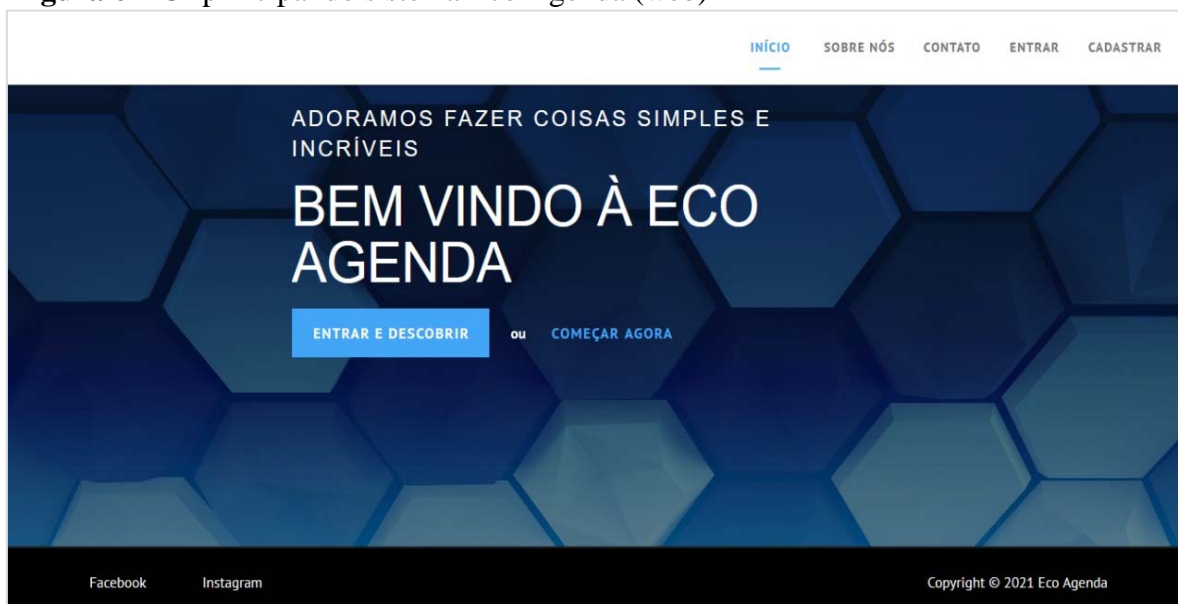 INÍCIO SOBRE NÓS CONTATO ENTRAR CADASTRAR
ADORAMOS FAZER COISAS SIMPLES E
INCRÍVEIS
BEM VINDO À ECO
AGENDA
ENTRAR E DESCOBRIR ou COMEÇAR AGORA
Facebook Instagram Copyright © 2021 Eco Agenda